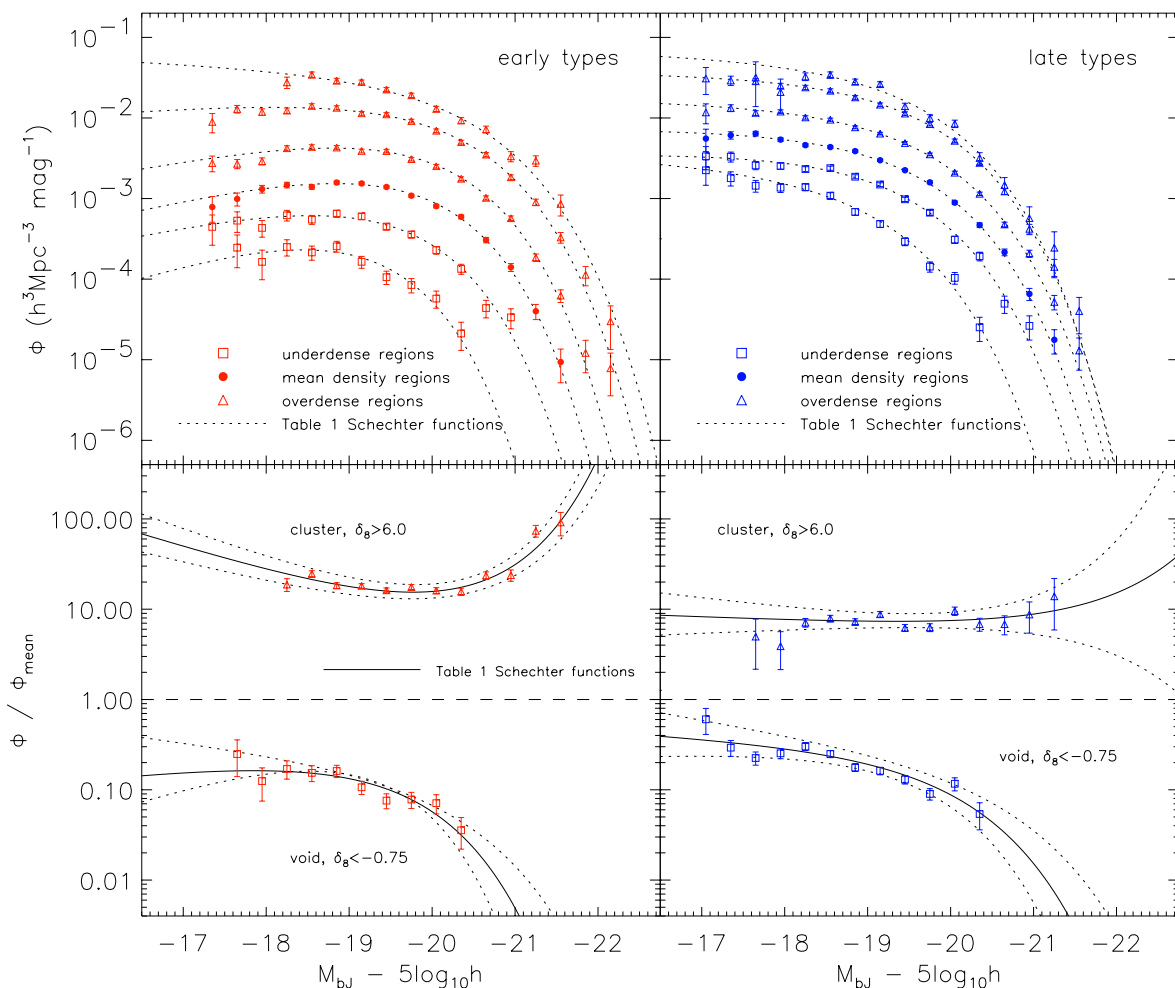 early types
late types
10⁻¹
10⁻²
10⁻³
10⁻⁴
10⁻⁵
10⁻⁶
Φ (h³Mpc⁻³ mag⁻¹)
underdense regions
mean density regions
overdense regions
Table 1 Schechter functions
underdense regions
mean density regions
overdense regions
Table 1 Schechter functions
100.00
10.00
1.00
0.10
0.01
Φ / Φmean
cluster, δ₈>6.0
Table 1 Schechter functions
void, δ₈<−0.75
cluster, δ₈>6.0
void, δ₈<−0.75
−17 −18 −19 −20 −21 −22
−17 −18 −19 −20 −21 −22
M_bJ − 5log₁₀h
M_bJ − 5log₁₀h